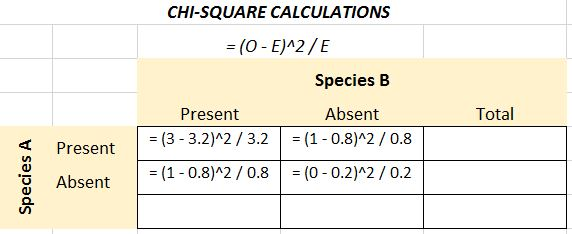 CHI-SQUARE CALCULATIONS
= (O - E)^2 / E
Species B
Present Absent Total
Species A
Present = (3 - 3.2)^2 / 3.2 = (1 - 0.8)^2 / 0.8
Absent = (1 - 0.8)^2 / 0.8 = (0 - 0.2)^2 / 0.2